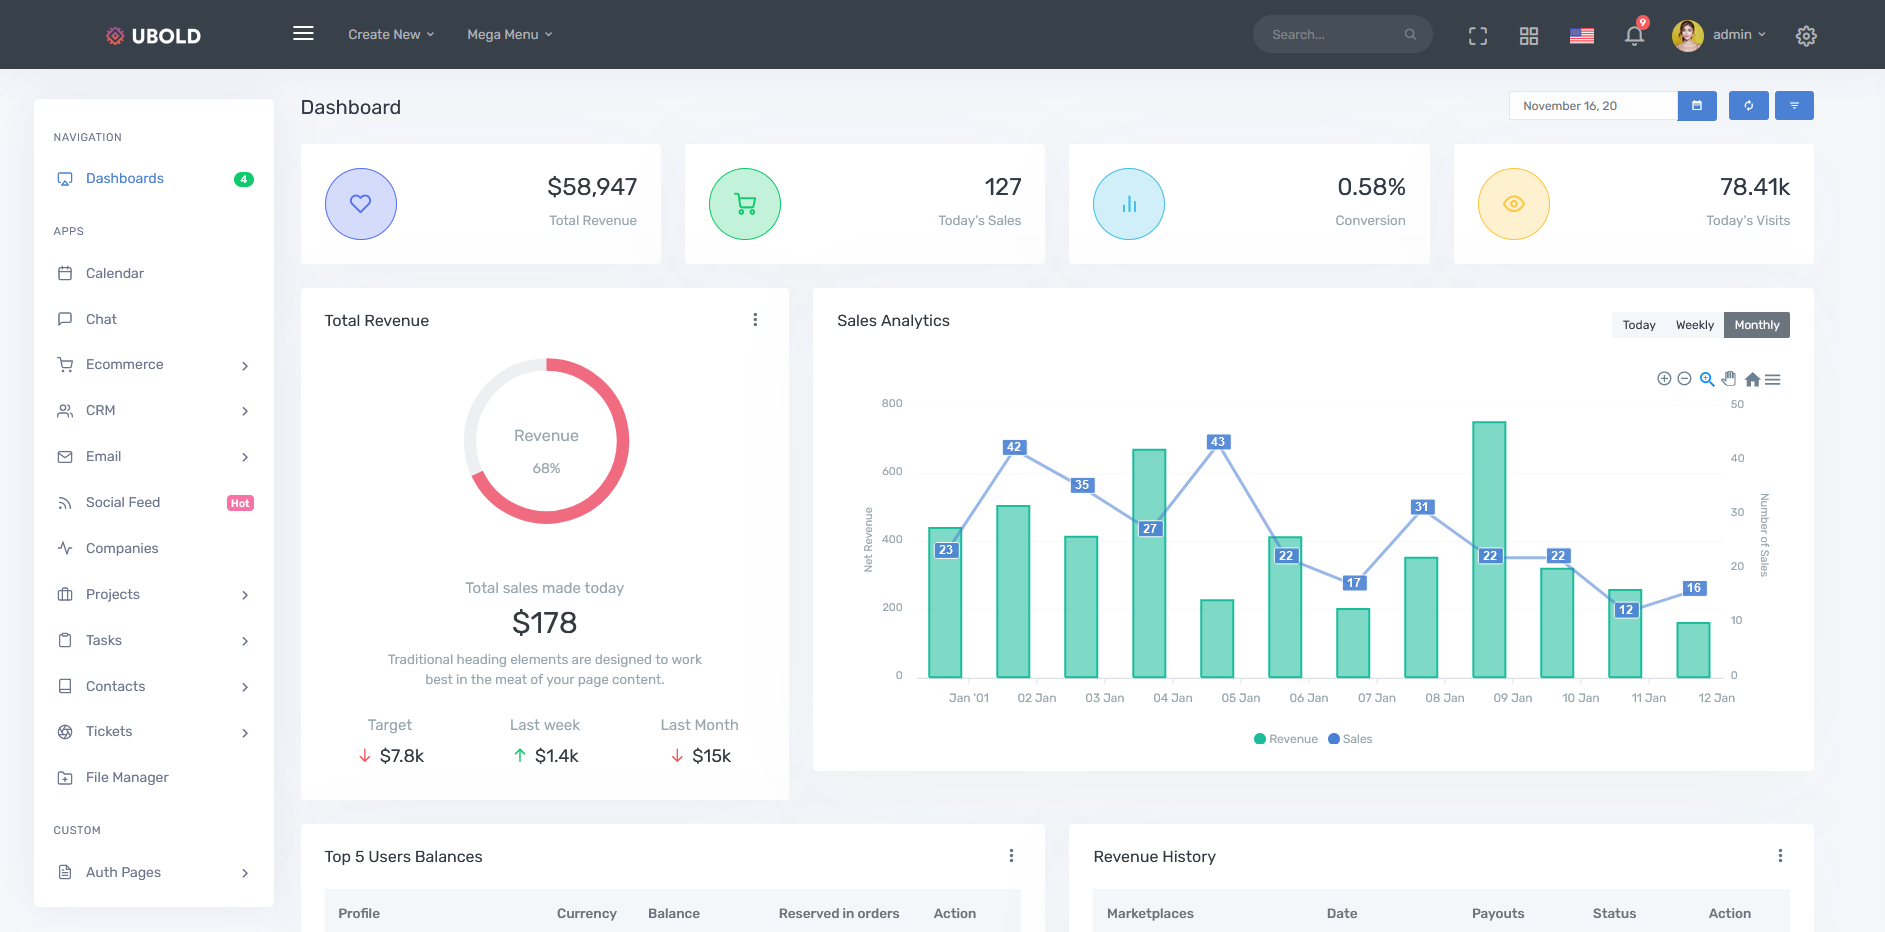 UBOLD
Create New
Mega Menu
Search...
9
admin
NAVIGATION
Dashboards
4
APPS
Calendar
Chat
Ecommerce
CRM
Email
Social Feed
Hot
Companies
Projects
Tasks
Contacts
Tickets
File Manager
CUSTOM
Auth Pages
Dashboard
November 16, 20
$58,947
Total Revenue
127
Today's Sales
0.58%
Conversion
78.41k
Today's Visits
Total Revenue
Revenue
68%
Total sales made today
$178
Traditional heading elements are designed to work
best in the meat of your page content.
Target
$7.8k
Last week
$1.4k
Last Month
$15k
Sales Analytics
Today Weekly Monthly
Net Revenue
800
600
400
200
0
50
40
30
20
10
0
Number of Sales
23 42 35 27 43 22 17 31 22 22 12 16
Jan '01 02 Jan 03 Jan 04 Jan 05 Jan 06 Jan 07 Jan 08 Jan 09 Jan 10 Jan 11 Jan 12 Jan
Revenue Sales
Top 5 Users Balances
Profile Currency Balance Reserved in orders Action
Revenue History
Marketplaces Date Payouts Status Action